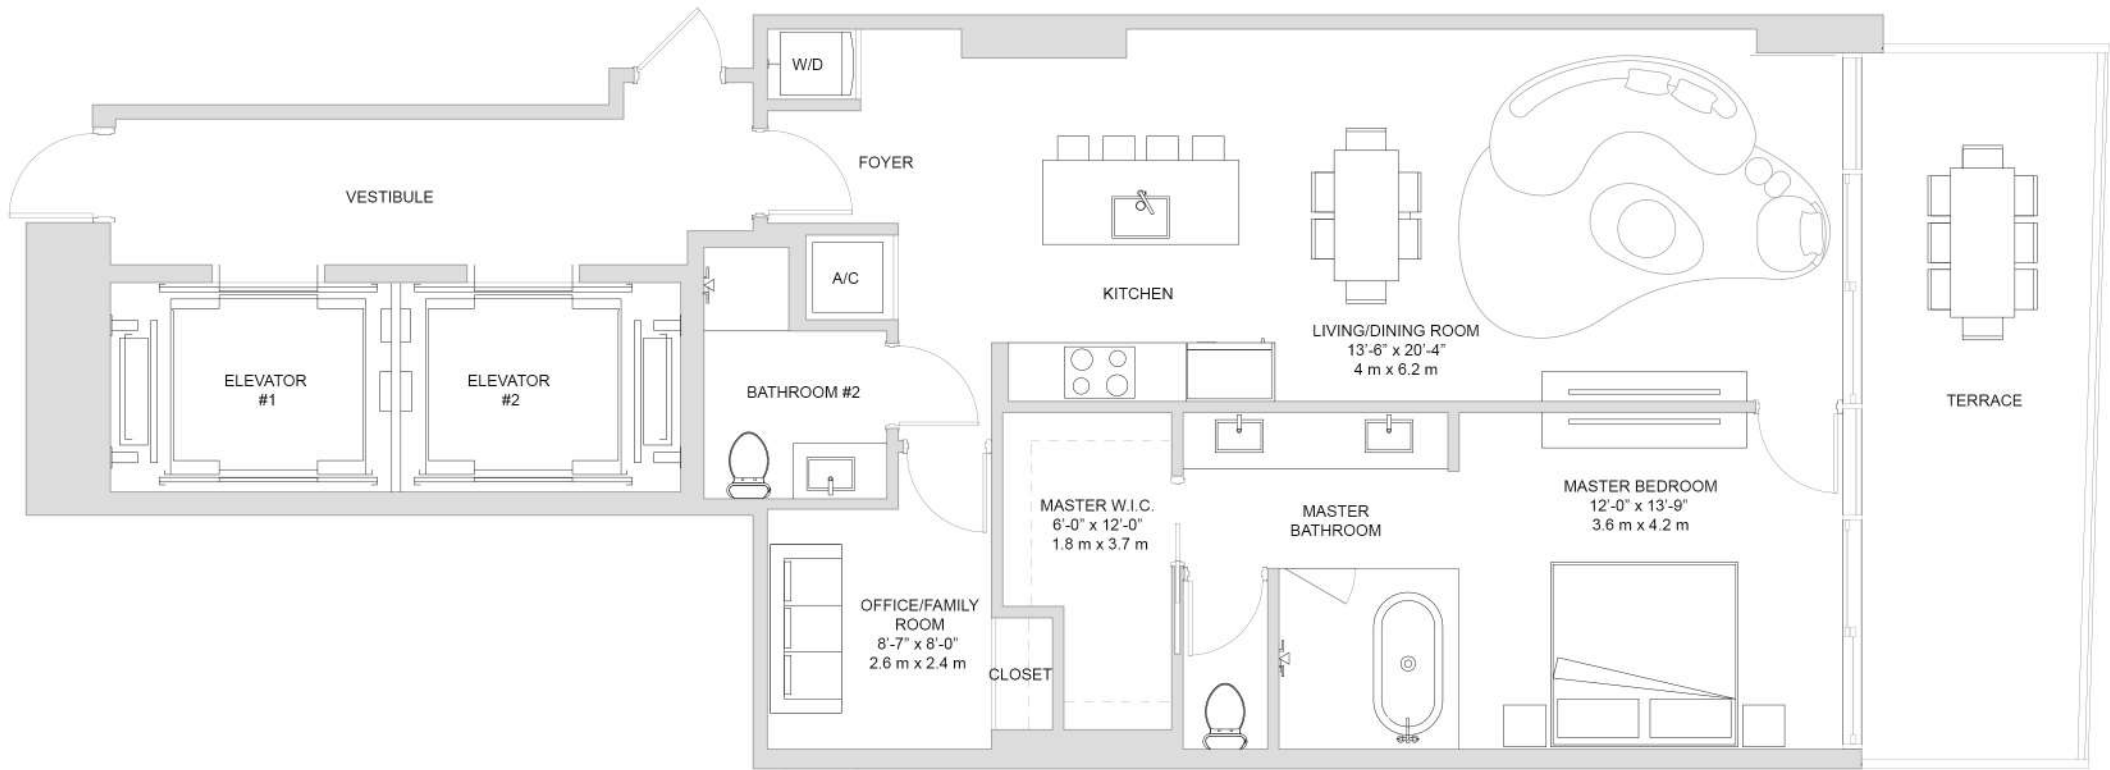 W/D
FOYER
VESTIBULE
A/C
KITCHEN
LIVING/DINING ROOM
13'-6" x 20'-4"
4 m x 6.2 m
ELEVATOR
#1
ELEVATOR
#2
BATHROOM #2
TERRACE
MASTER W.I.C.
6'-0" x 12'-0"
1.8 m x 3.7 m
MASTER
BATHROOM
MASTER BEDROOM
12'-0" x 13'-9"
3.6 m x 4.2 m
OFFICE/FAMILY
ROOM
8'-7" x 8'-0"
2.6 m x 2.4 m
CLOSET